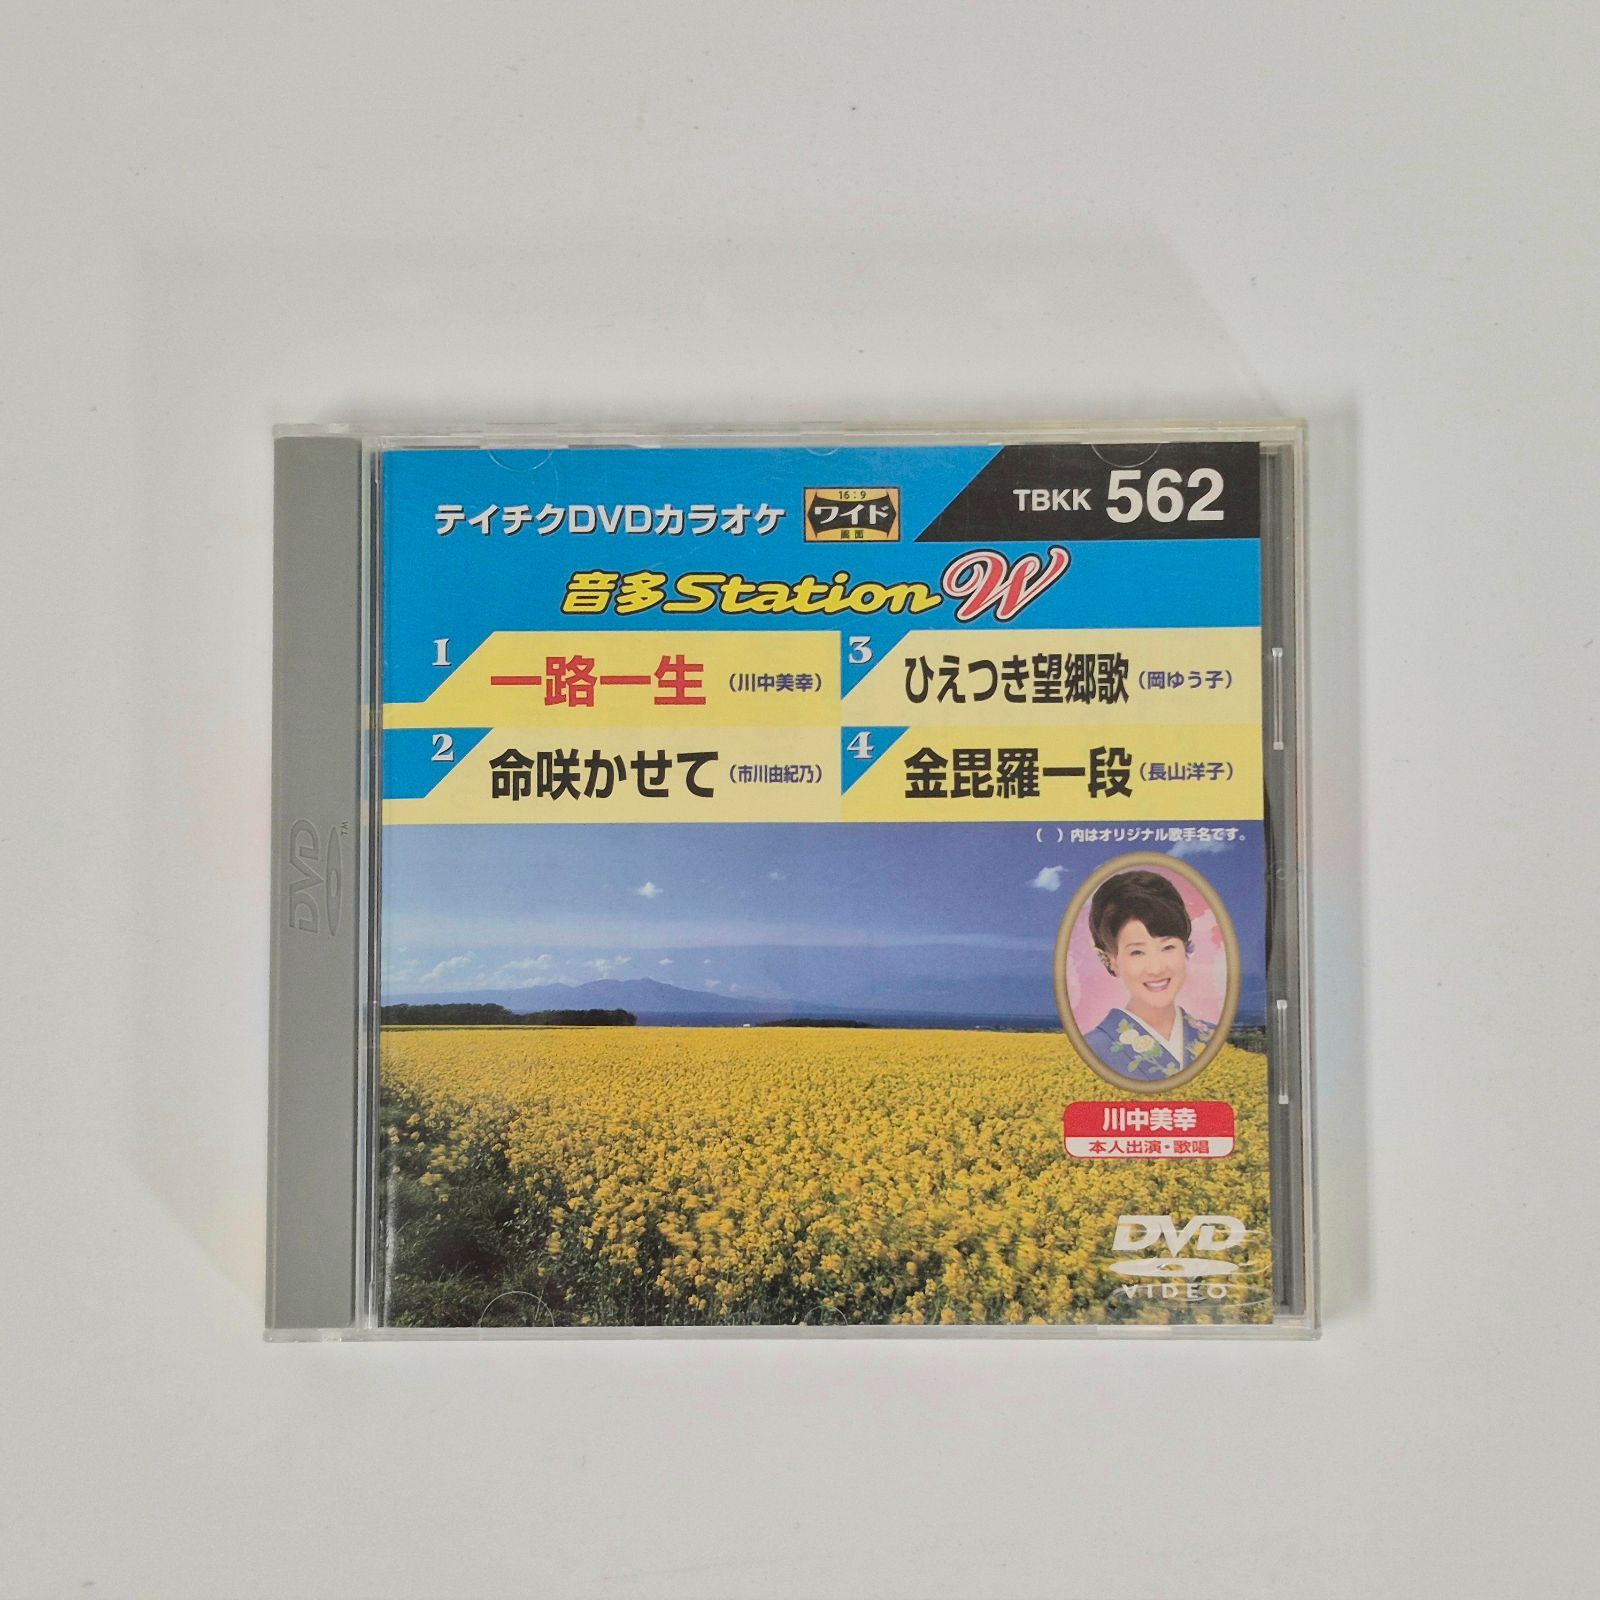 テイチクDVDカラオケ
16:9
ワイド
画面
TBKK 562
音多Station W
1
一路一生 (川中美幸)
2
命咲かせて (市川由紀乃)
3
ひえつき望郷歌 (岡ゆう子)
4
金毘羅一段 (長山洋子)
( )内はオリジナル歌手名です。
川中美幸
本人出演・歌唱
DVD
VIDEO
DVD™